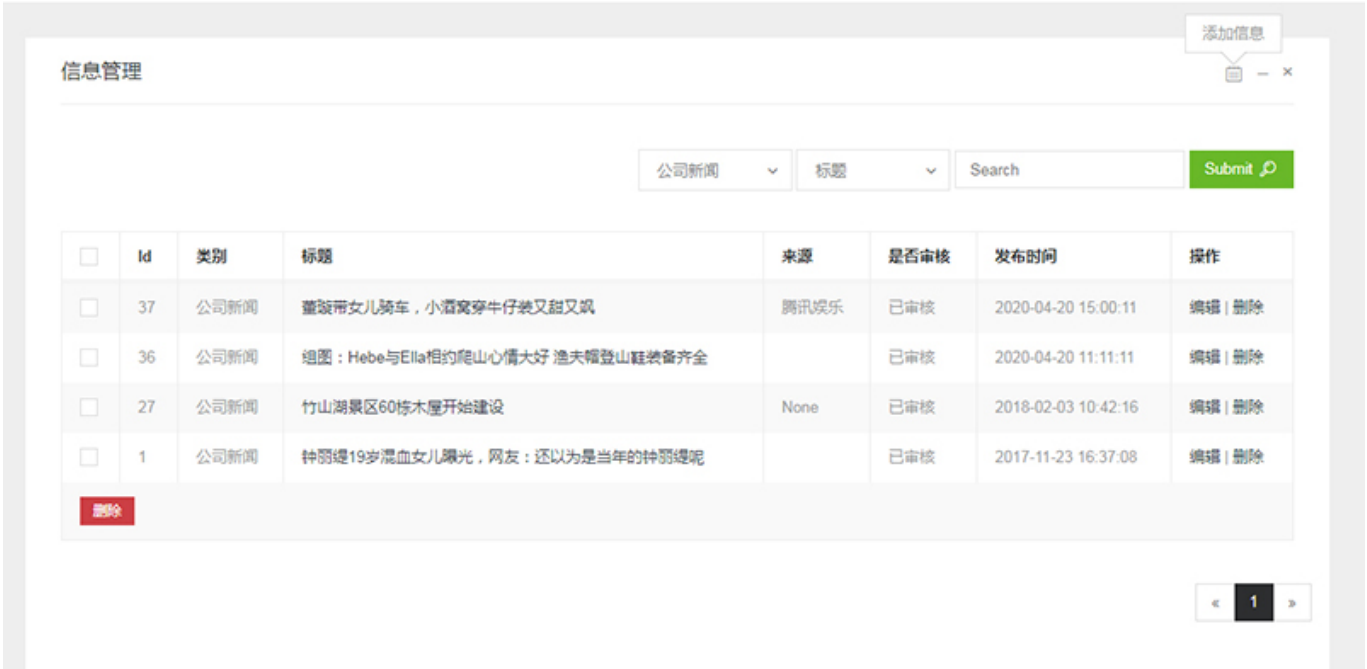 添加信息
信息管理
公司新闻 标题 Search Submit
Id 类别 标题 来源 是否审核 发布时间 操作
37 公司新闻 董璇带女儿骑车，小酒窝穿牛仔装又甜又飒 腾讯娱乐 已审核 2020-04-20 15:00:11 编辑 | 删除
36 公司新闻 组图：Hebe与Ella相约爬山心情大好 渔夫帽登山鞋装备齐全 已审核 2020-04-20 11:11:11 编辑 | 删除
27 公司新闻 竹山湖景区60栋木屋开始建设 None 已审核 2018-02-03 10:42:16 编辑 | 删除
1 公司新闻 钟丽缇19岁混血女儿曝光，网友：还以为是当年的钟丽缇呢 已审核 2017-11-23 16:37:08 编辑 | 删除
删除
« 1 »